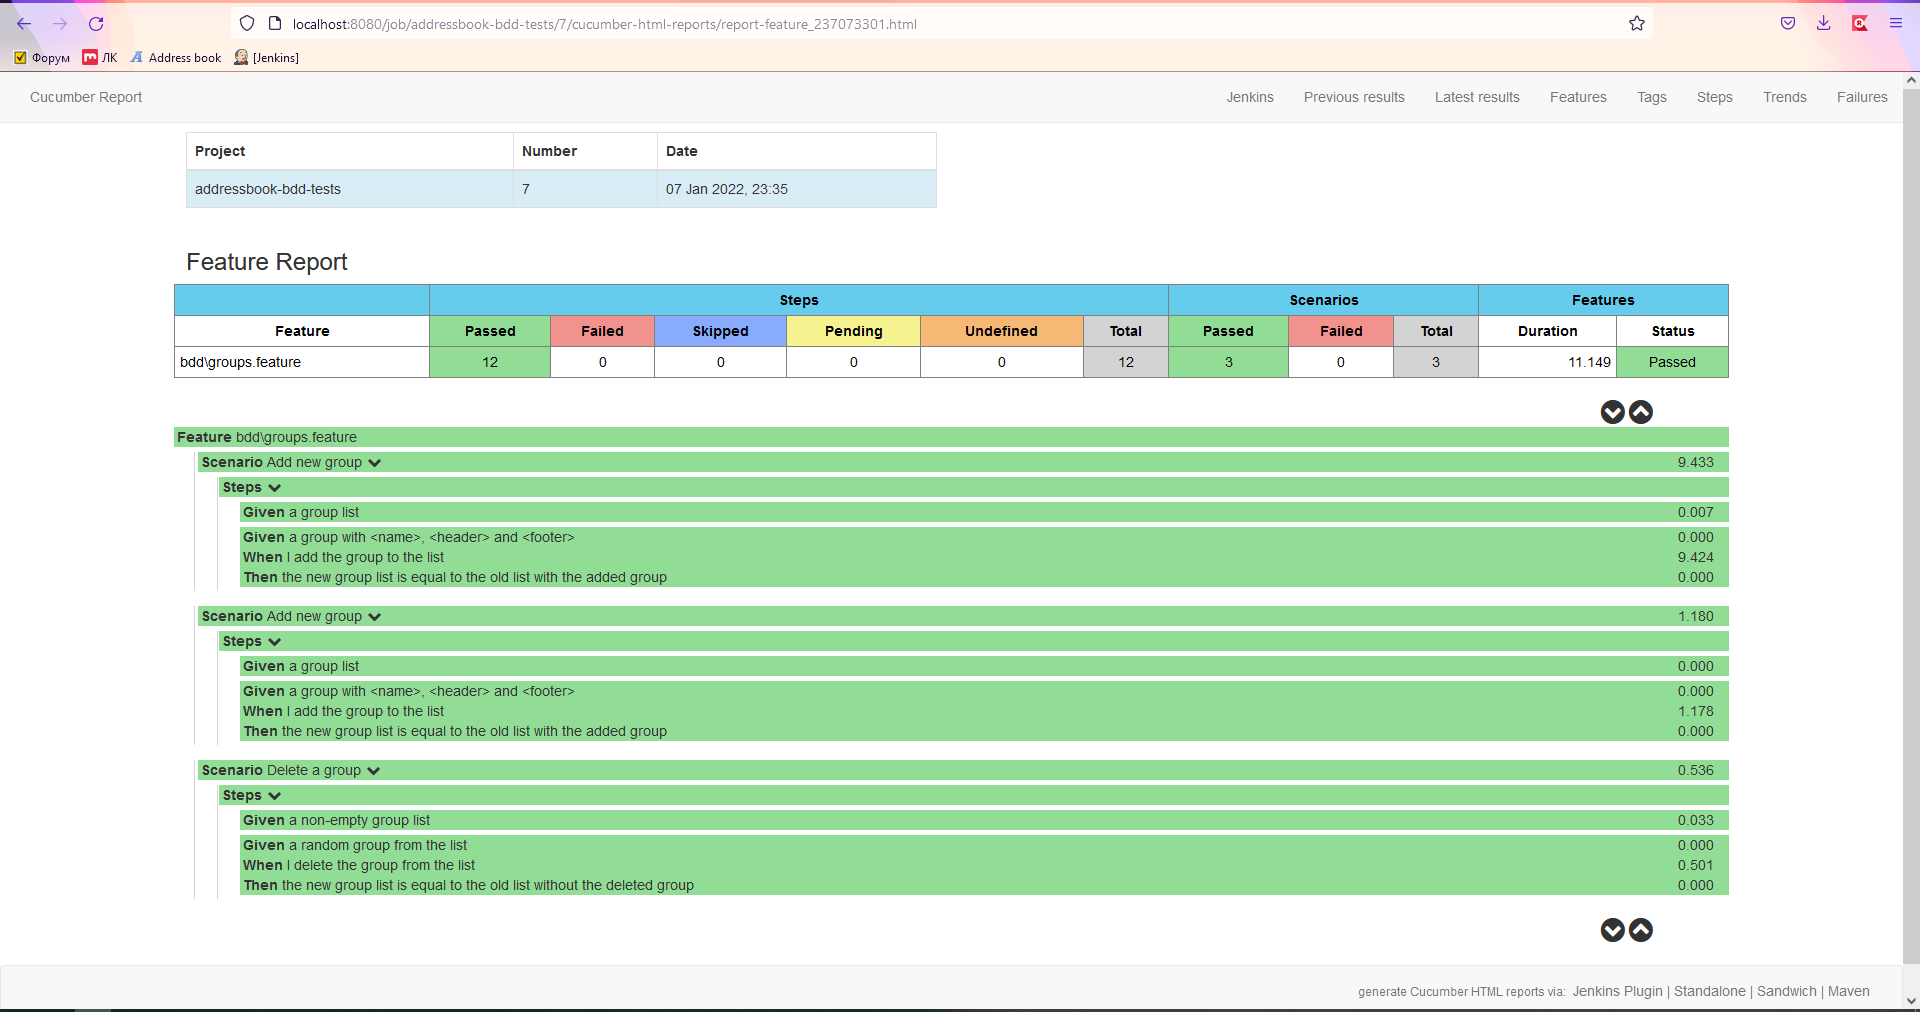 localhost:8080/job/addressbook-bdd-tests/7/cucumber-html-reports/report-feature_237073301.html
Форум ЛК Address book [Jenkins]
Cucumber Report Jenkins Previous results Latest results Features Tags Steps Trends Failures
Project Number Date
addressbook-bdd-tests 7 07 Jan 2022, 23:35
Feature Report
Steps Scenarios Features
Feature Passed Failed Skipped Pending Undefined Total Passed Failed Total Duration Status
bdd\groups.feature 12 0 0 0 0 12 3 0 3 11.149 Passed
Feature bdd\groups.feature
Scenario Add new group 9.433
Steps
Given a group list 0.007
Given a group with <name>, <header> and <footer> 0.000
When I add the group to the list 9.424
Then the new group list is equal to the old list with the added group 0.000
Scenario Add new group 1.180
Steps
Given a group list 0.000
Given a group with <name>, <header> and <footer> 0.000
When I add the group to the list 1.178
Then the new group list is equal to the old list with the added group 0.000
Scenario Delete a group 0.536
Steps
Given a non-empty group list 0.033
Given a random group from the list 0.000
When I delete the group from the list 0.501
Then the new group list is equal to the old list without the deleted group 0.000
generate Cucumber HTML reports via: Jenkins Plugin | Standalone | Sandwich | Maven